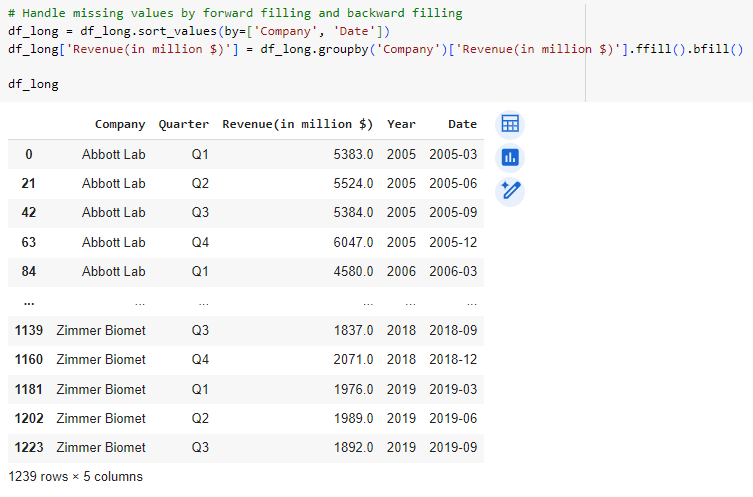 # Handle missing values by forward filling and backward filling
df_long = df_long.sort_values(by=['Company', 'Date'])
df_long['Revenue(in million $)'] = df_long.groupby('Company')['Revenue(in million $)'].ffill().bfill()
df_long
Company Quarter Revenue(in million $) Year Date
0 Abbott Lab Q1 5383.0 2005 2005-03
21 Abbott Lab Q2 5524.0 2005 2005-06
42 Abbott Lab Q3 5384.0 2005 2005-09
63 Abbott Lab Q4 6047.0 2005 2005-12
84 Abbott Lab Q1 4580.0 2006 2006-03
... ... ... ... ... ...
1139 Zimmer Biomet Q3 1837.0 2018 2018-09
1160 Zimmer Biomet Q4 2071.0 2018 2018-12
1181 Zimmer Biomet Q1 1976.0 2019 2019-03
1202 Zimmer Biomet Q2 1989.0 2019 2019-06
1223 Zimmer Biomet Q3 1892.0 2019 2019-09
1239 rows × 5 columns